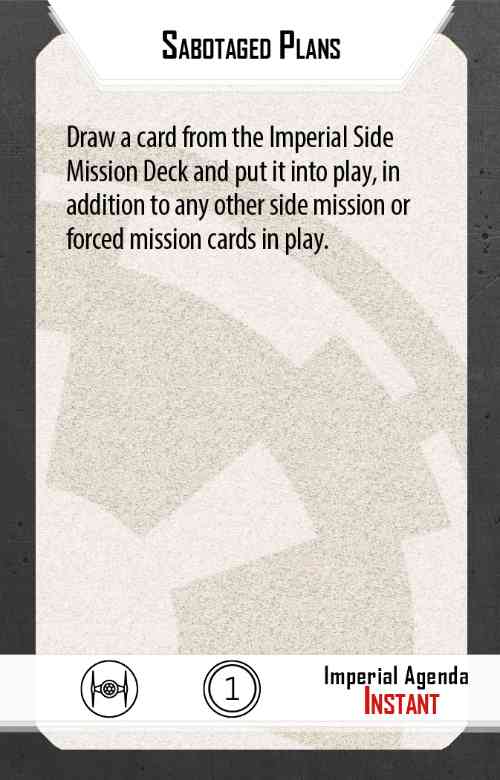 Sabotaged Plans
Draw a card from the Imperial Side
Mission Deck and put it into play, in
addition to any other side mission or
forced mission cards in play.
1
Imperial Agenda
Instant